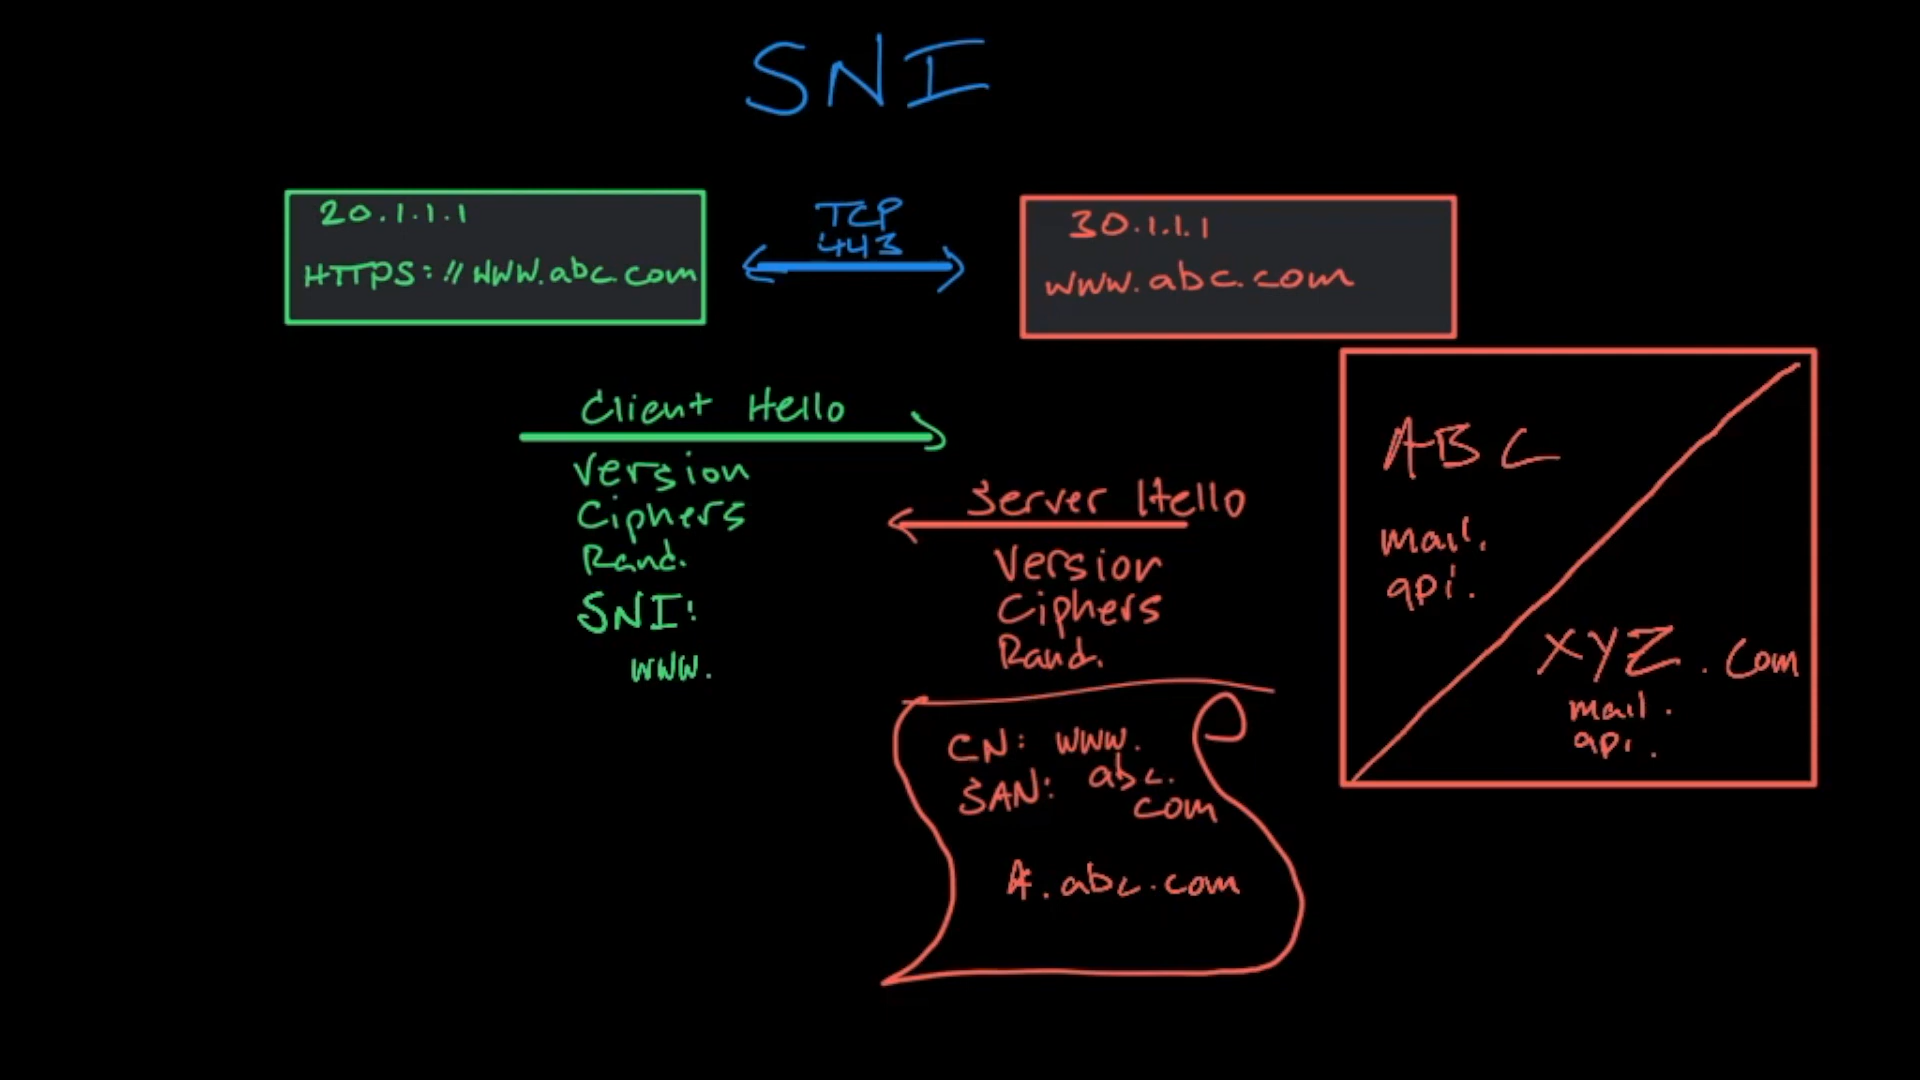 SNI
20.1.1.1
HTTPS://www.abc.com
TCP
443
30.1.1.1
www.abc.com
Client Hello
Version
Ciphers
Rand.
SNI:
www.
Server Hello
Version
Ciphers
Rand.
CN: www.
SAN: abc.
com
*.abc.com
ABC
mail.
api.
XYZ.com
mail.
api.